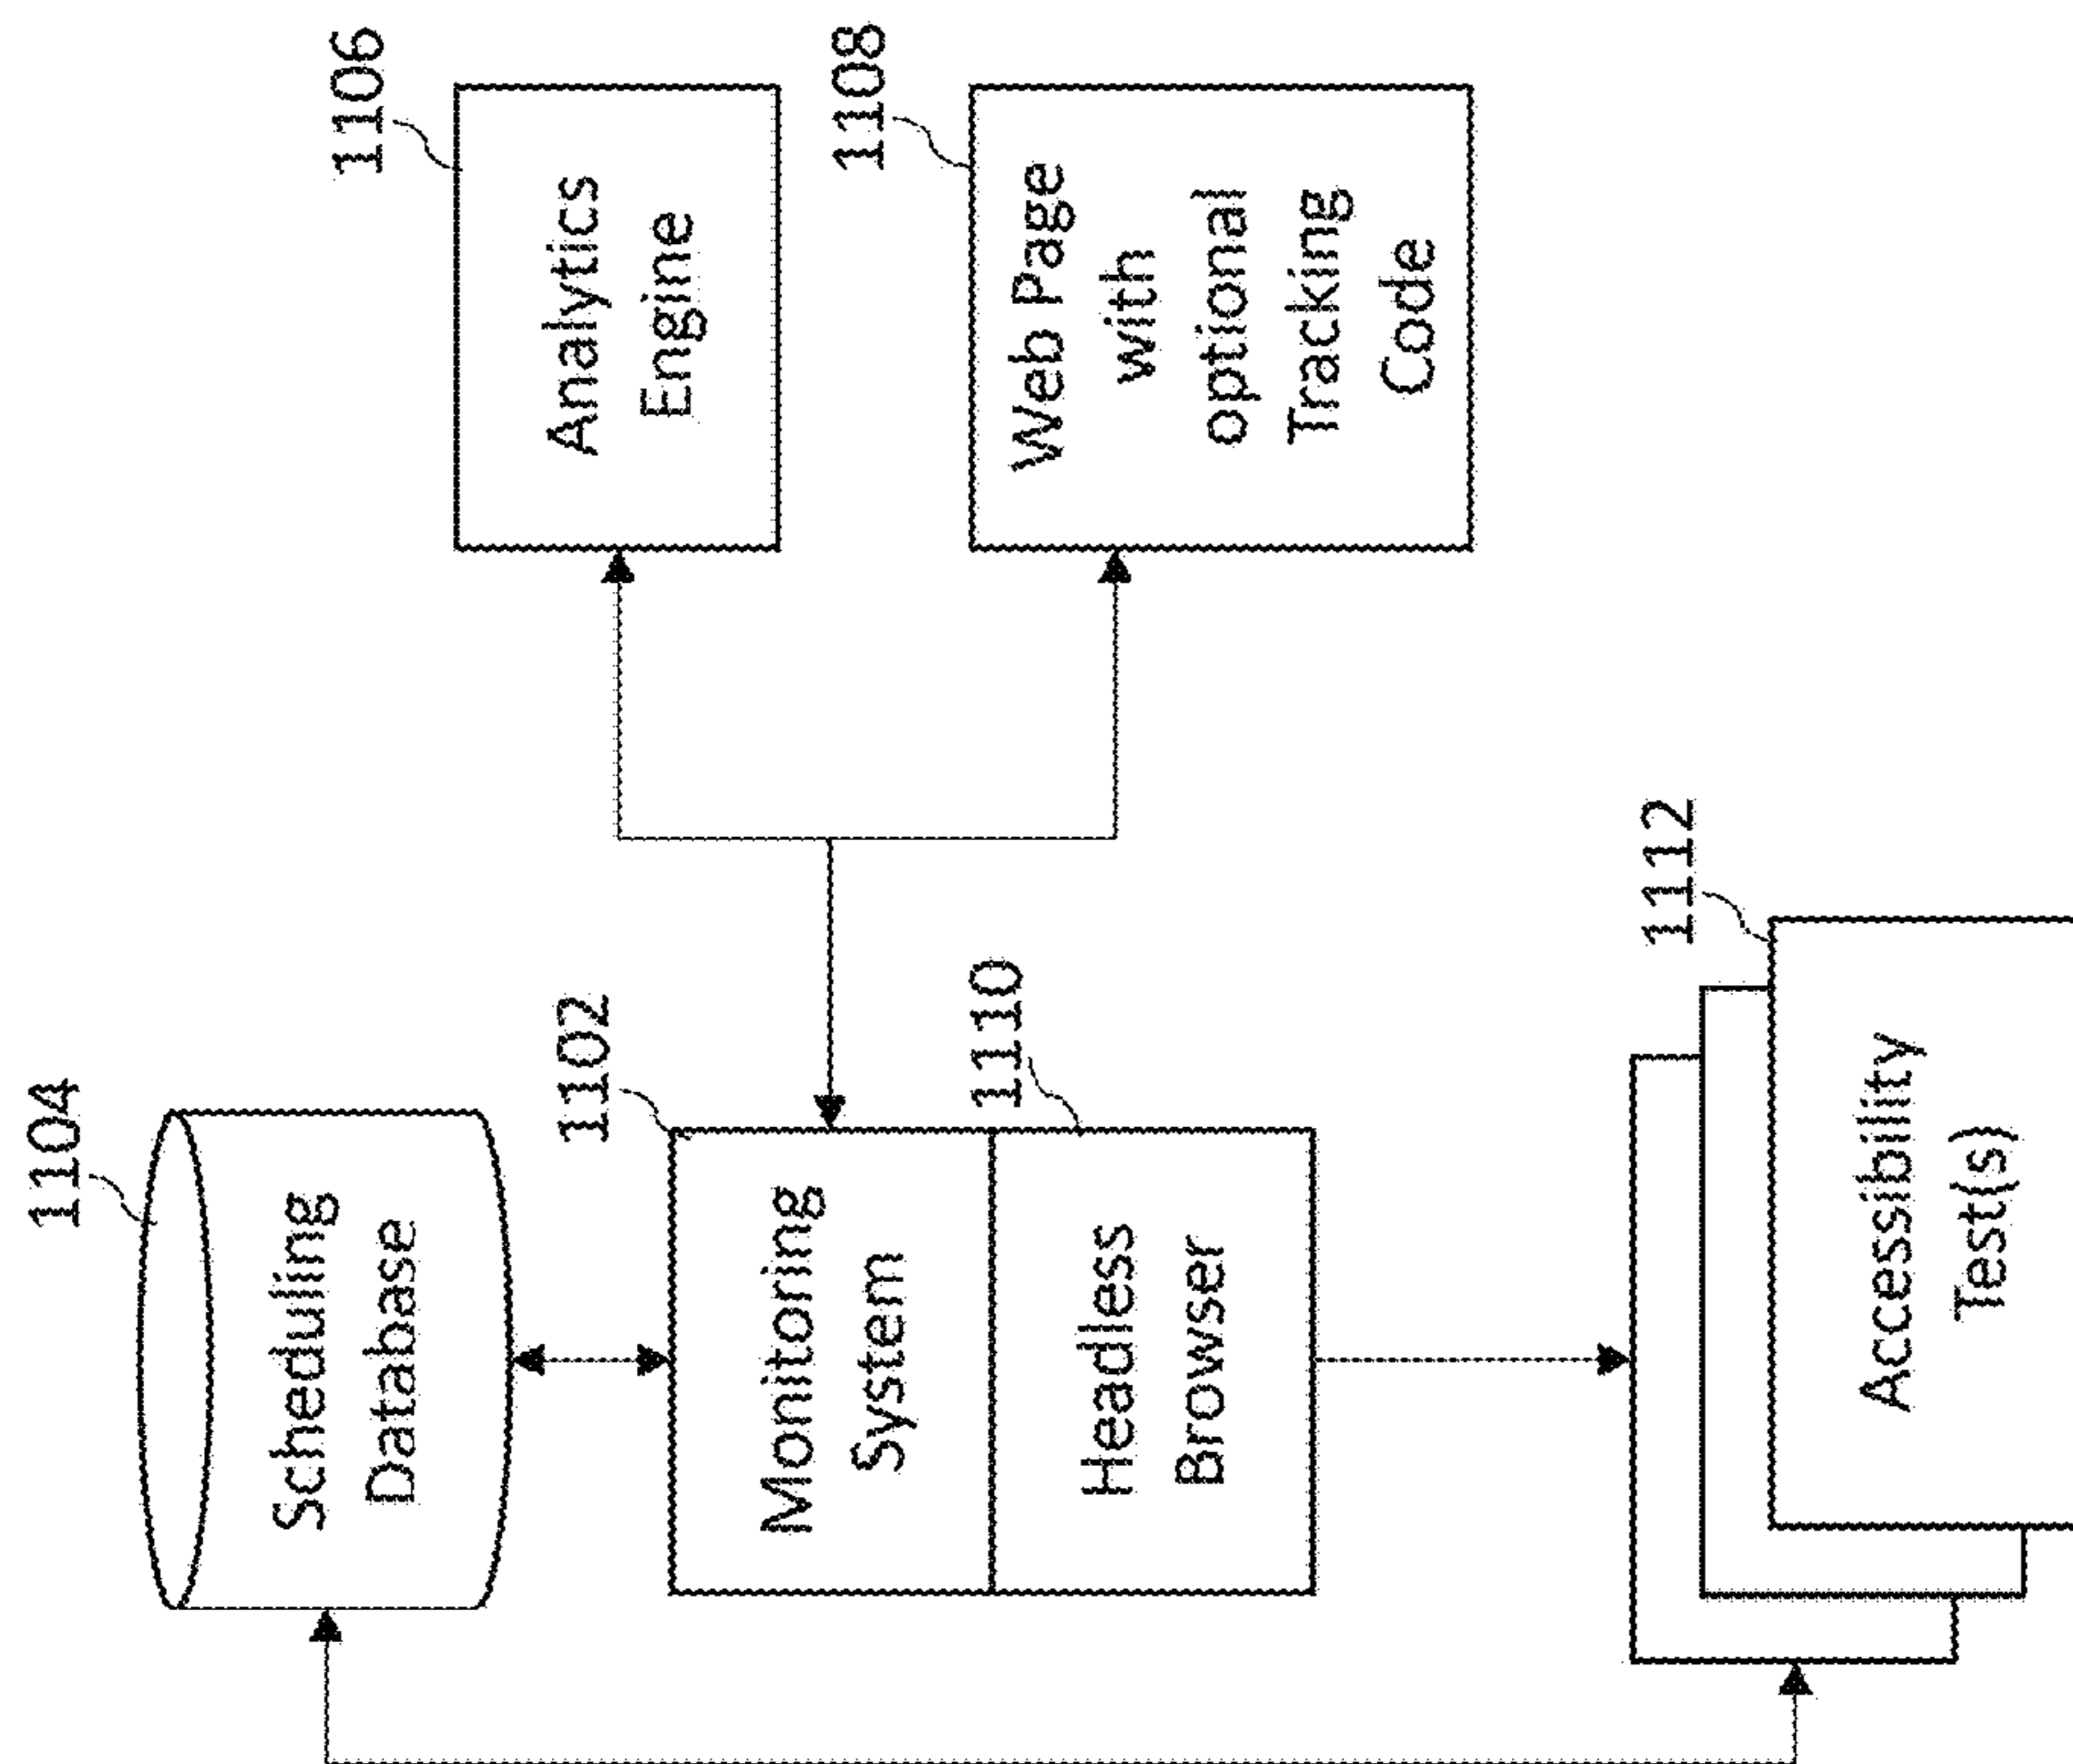 1104
Scheduling
Database
1102
Monitoring
System
1110
Headless
Browser
1112
Accessibility
Test(s)
1106
Analytics
Engine
1108
Web Page
with
optional
Tracking
Code